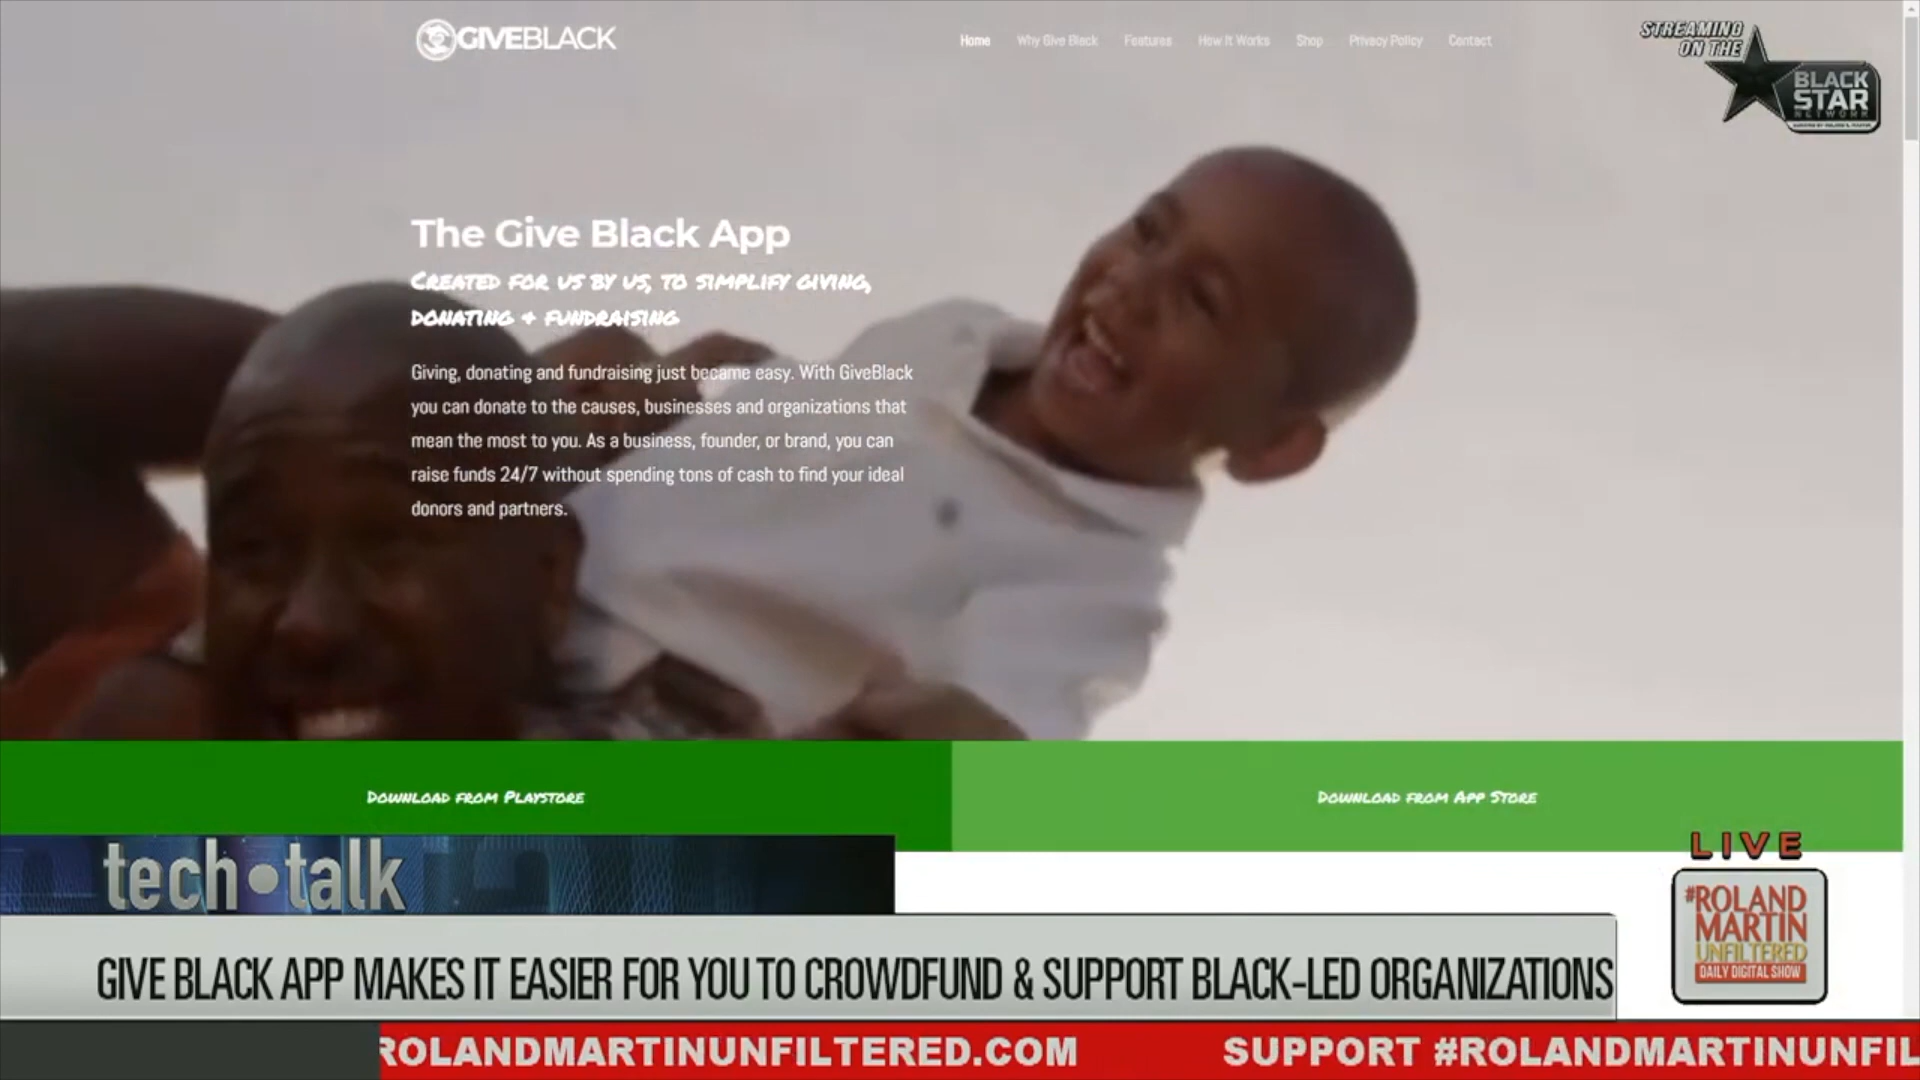 GIVEBLACK
Home Why Give Black Features How It Works Shop Privacy Policy Contact
STREAMING
ON THE
BLACK
STAR
NETWORK
The Give Black App
CREATED FOR US BY US, TO SIMPLIFY GIVING,
DONATING + FUNDRAISING
Giving, donating and fundraising just became easy. With GiveBlack
you can donate to the causes, businesses and organizations that
mean the most to you. As a business, founder, or brand, you can
raise funds 24/7 without spending tons of cash to find your ideal
donors and partners.
DOWNLOAD FROM PLAYSTORE
DOWNLOAD FROM APP STORE
tech•talk
LIVE
#ROLAND
MARTIN
UNFILTERED
DAILY DIGITAL SHOW
GIVE BLACK APP MAKES IT EASIER FOR YOU TO CROWDFUND & SUPPORT BLACK-LED ORGANIZATIONS
ROLANDMARTINUNFILTERED.COM SUPPORT #ROLANDMARTINUNFIL